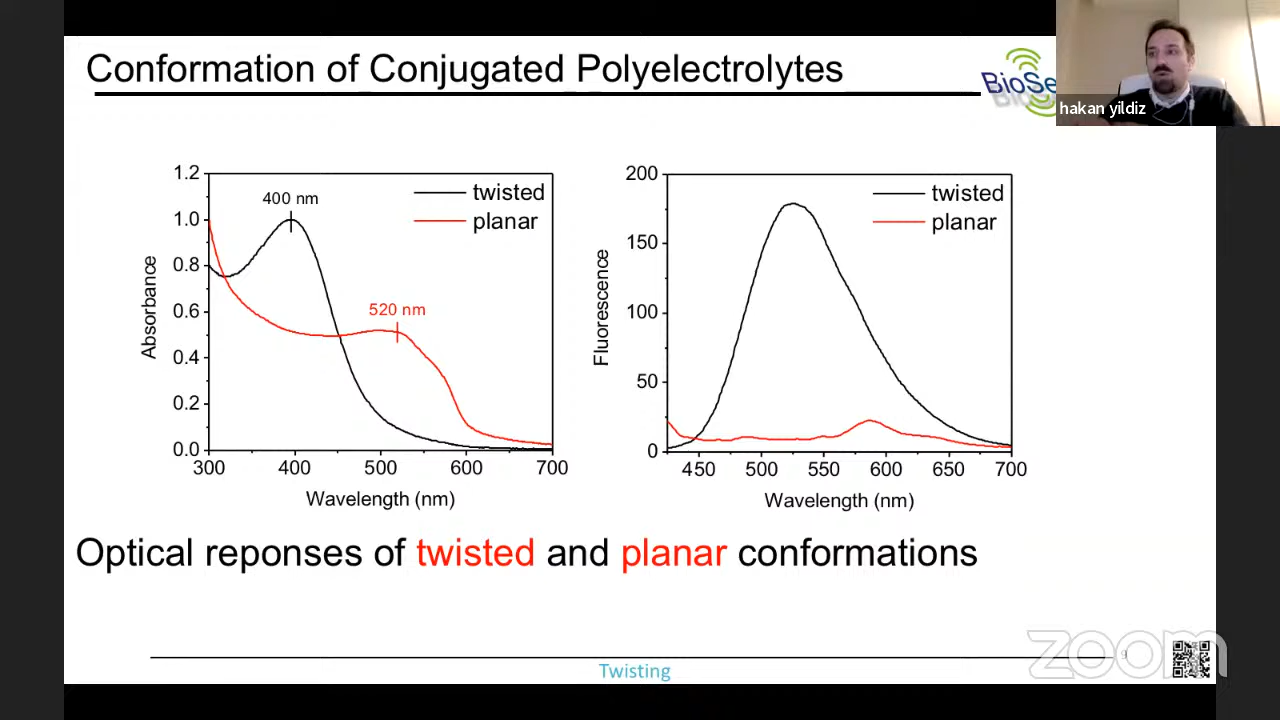 Conformation of Conjugated Polyelectrolytes
BioSe
hakan yildiz
1.2
1.0
0.8
0.6
0.4
0.2
0.0
Absorbance
400 nm
520 nm
twisted
planar
300
400
500
600
700
Wavelength (nm)
200
150
100
50
0
Fluorescence
twisted
planar
450
500
550
600
650
700
Wavelength (nm)
Optical reponses of twisted and planar conformations
Twisting
9
zoom